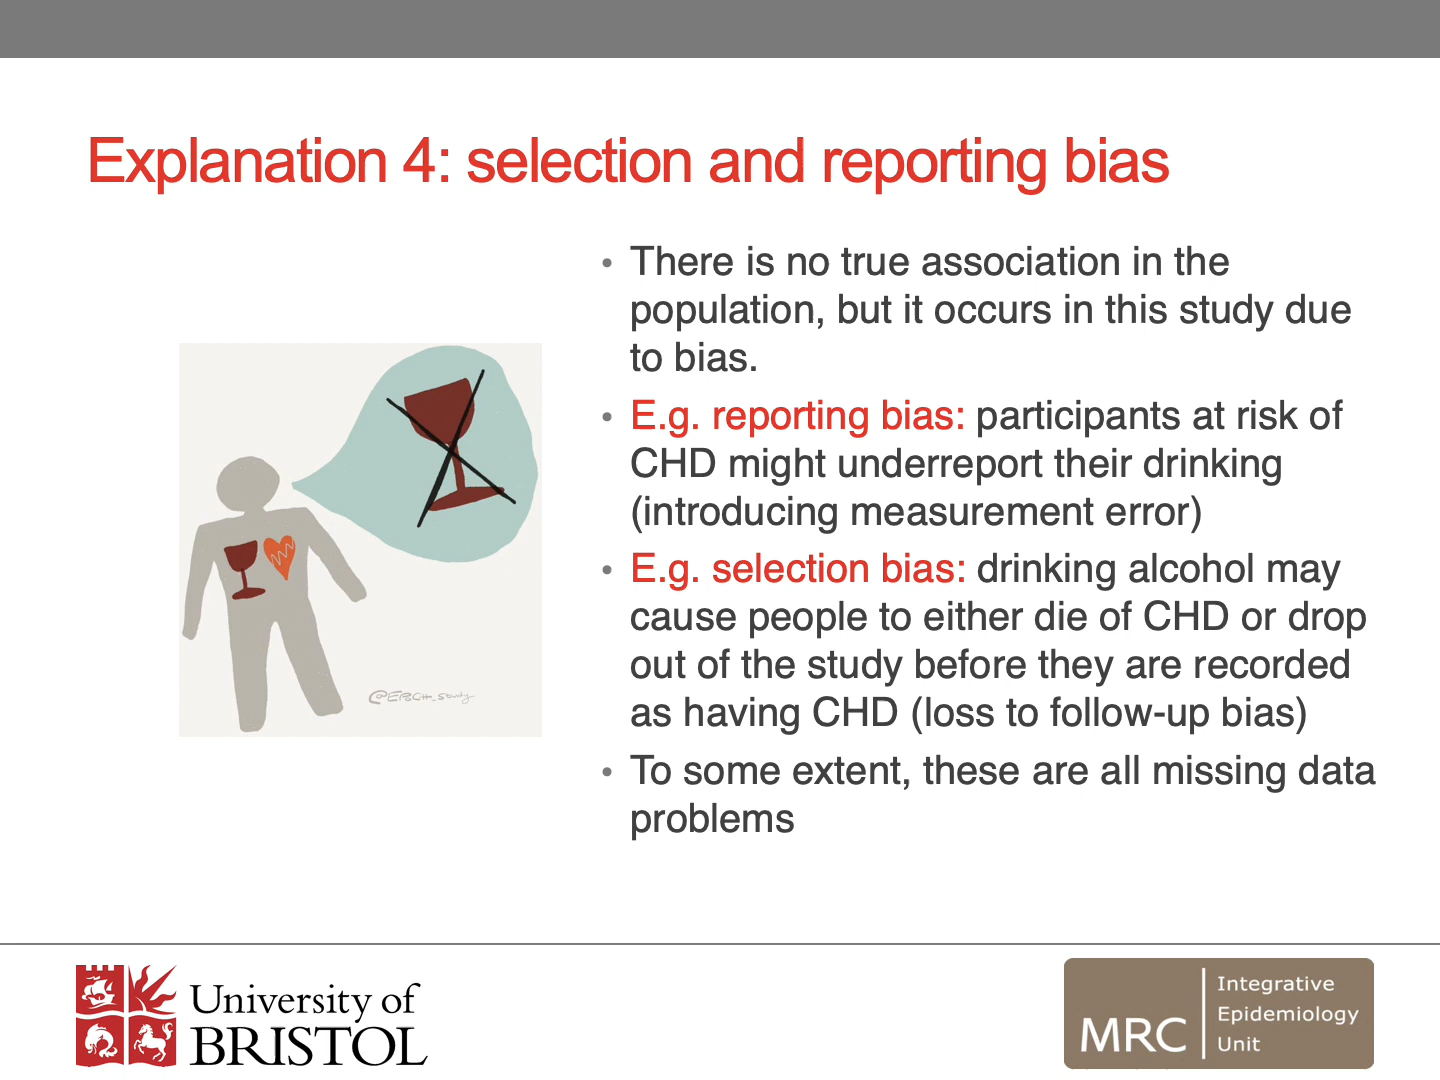 Explanation 4: selection and reporting bias
• There is no true association in the
population, but it occurs in this study due
to bias.
• E.g. reporting bias: participants at risk of
CHD might underreport their drinking
(introducing measurement error)
• E.g. selection bias: drinking alcohol may
cause people to either die of CHD or drop
out of the study before they are recorded
as having CHD (loss to follow-up bias)
• To some extent, these are all missing data
problems
University of
BRISTOL
MRC
Integrative
Epidemiology
Unit